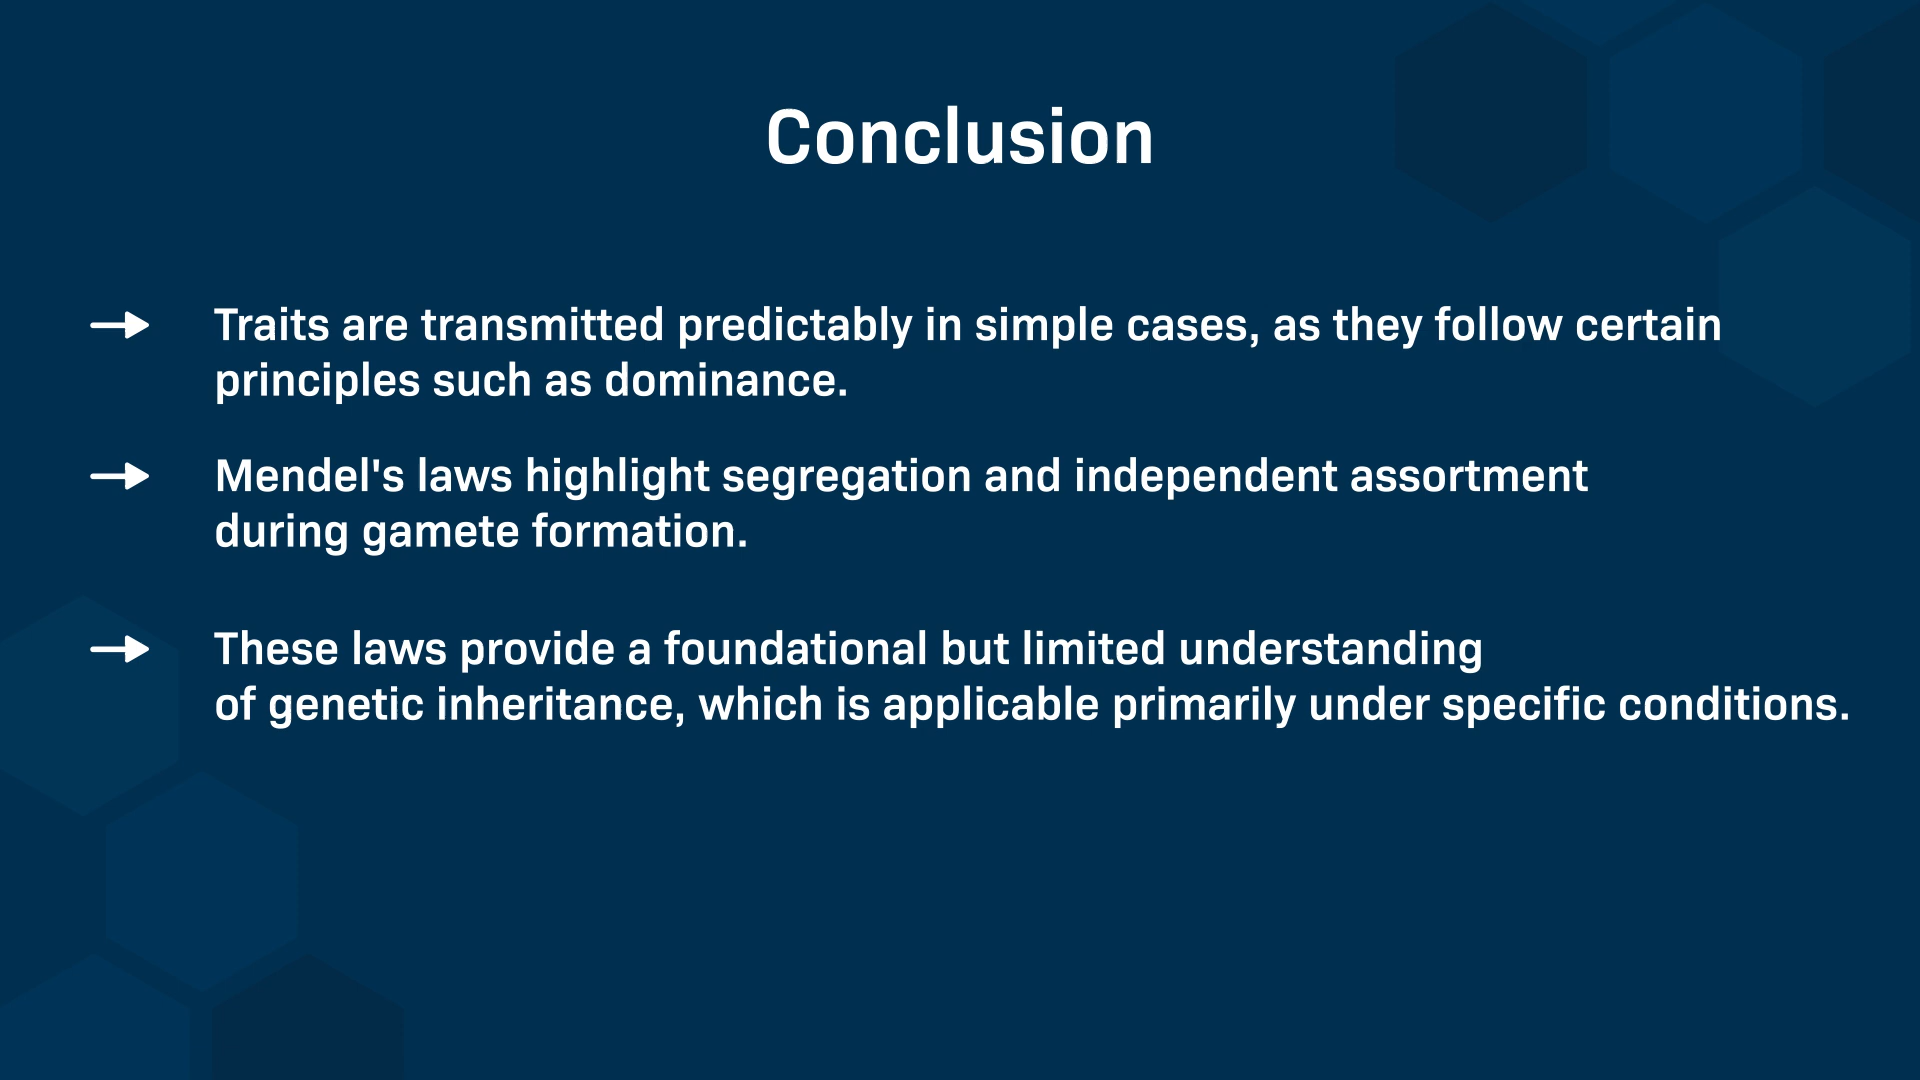 Conclusion
Traits are transmitted predictably in simple cases, as they follow certain
principles such as dominance.
Mendel's laws highlight segregation and independent assortment
during gamete formation.
These laws provide a foundational but limited understanding
of genetic inheritance, which is applicable primarily under specific conditions.